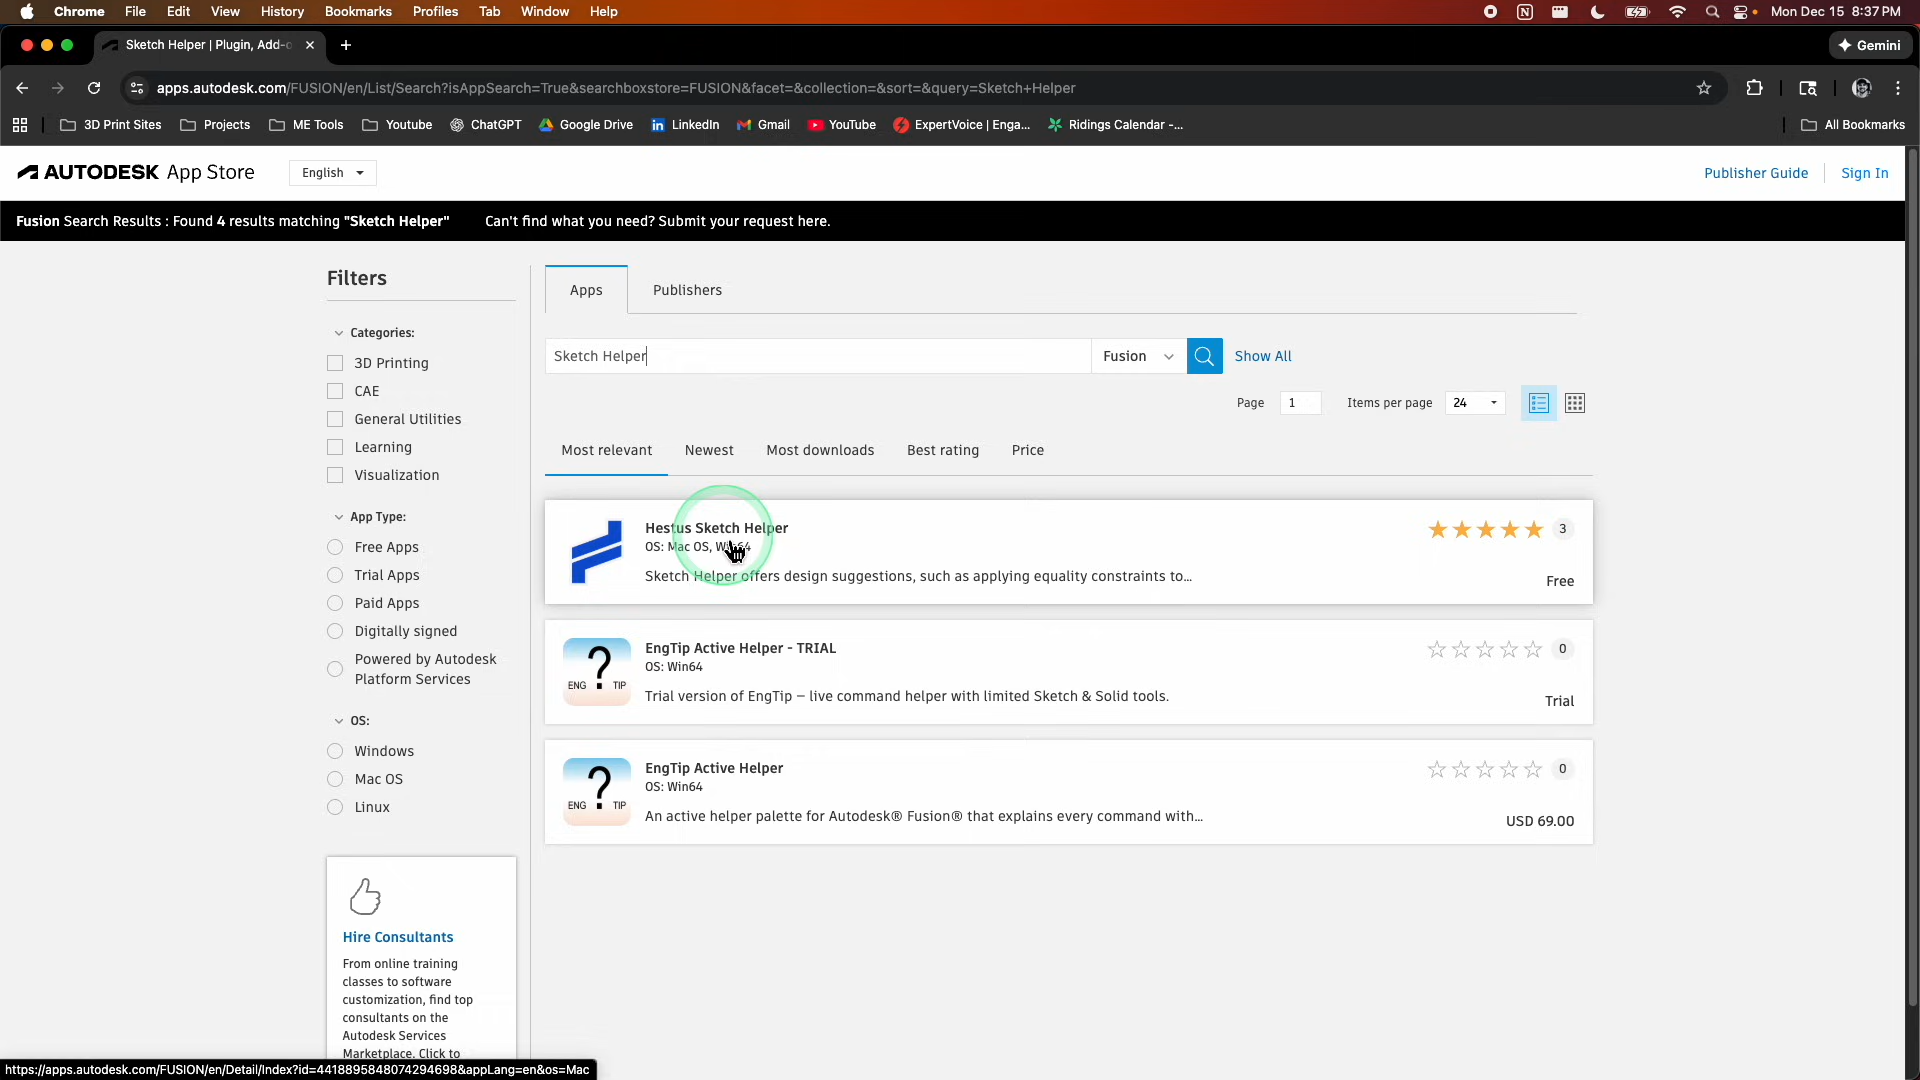 Chrome File Edit View History Bookmarks Profiles Tab Window Help Mon Dec 15 8:37 PM
Sketch Helper | Plugin, Add-o Gemini
apps.autodesk.com/FUSION/en/List/Search?isAppSearch=True&searchboxstore=FUSION&facet=&collection=&sort=&query=Sketch+Helper
3D Print Sites Projects ME Tools Youtube ChatGPT Google Drive LinkedIn Gmail YouTube ExpertVoice | Enga... Ridings Calendar -... All Bookmarks
AUTODESK App Store English Publisher Guide Sign In
Fusion Search Results : Found 4 results matching "Sketch Helper" Can't find what you need? Submit your request here.
Filters
Categories:
3D Printing
CAE
General Utilities
Learning
Visualization
App Type:
Free Apps
Trial Apps
Paid Apps
Digitally signed
Powered by Autodesk
Platform Services
OS:
Windows
Mac OS
Linux
Hire Consultants
From online training
classes to software
customization, find top
consultants on the
Autodesk Services
Marketplace. Click to
Apps Publishers
Sketch Helper Fusion Show All
Page 1 Items per page 24
Most relevant Newest Most downloads Best rating Price
Hestus Sketch Helper 3
OS: Mac OS, Win64
Sketch Helper offers design suggestions, such as applying equality constraints to...
Free
EngTip Active Helper - TRIAL 0
OS: Win64
Trial version of EngTip – live command helper with limited Sketch & Solid tools.
Trial
ENG ? TIP
EngTip Active Helper 0
OS: Win64
An active helper palette for Autodesk® Fusion® that explains every command with...
USD 69.00
ENG ? TIP
https://apps.autodesk.com/FUSION/en/Detail/Index?id=4418895848074294698&appLang=en&os=Mac